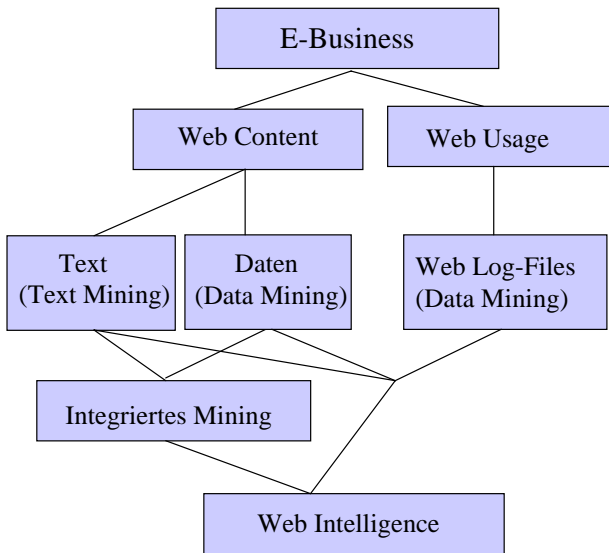 E-Business
Web Content
Web Usage
Text
(Text Mining)
Daten
(Data Mining)
Web Log-Files
(Data Mining)
Integriertes Mining
Web Intelligence